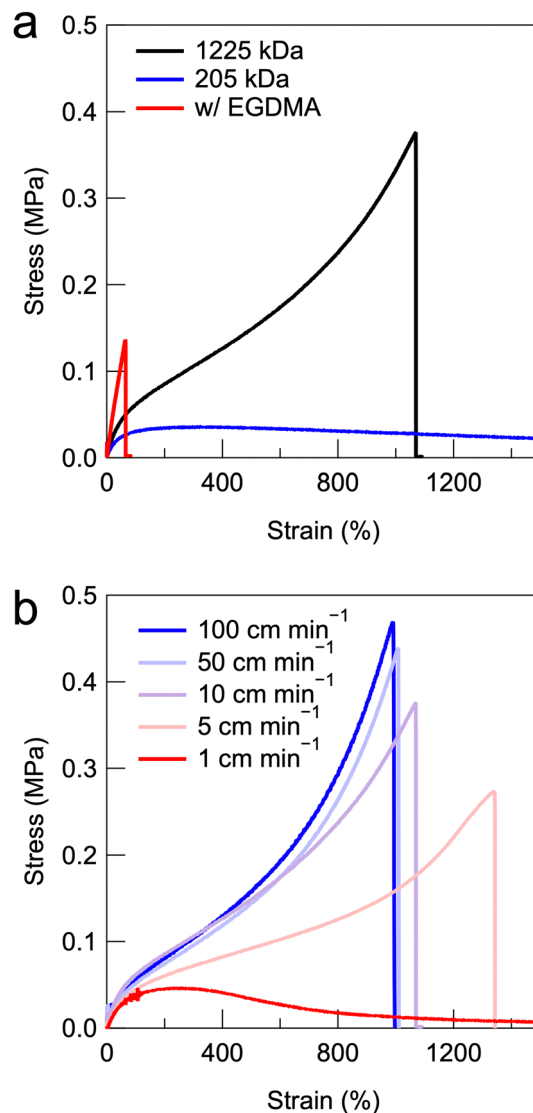 a
0.5
0.4
0.3
0.2
0.1
0.0
Stress (MPa)
1225 kDa
205 kDa
w/ EGDMA
0 400 800 1200
Strain (%)
b
0.5
0.4
0.3
0.2
0.1
0.0
Stress (MPa)
100 cm min⁻¹
50 cm min⁻¹
10 cm min⁻¹
5 cm min⁻¹
1 cm min⁻¹
0 400 800 1200
Strain (%)